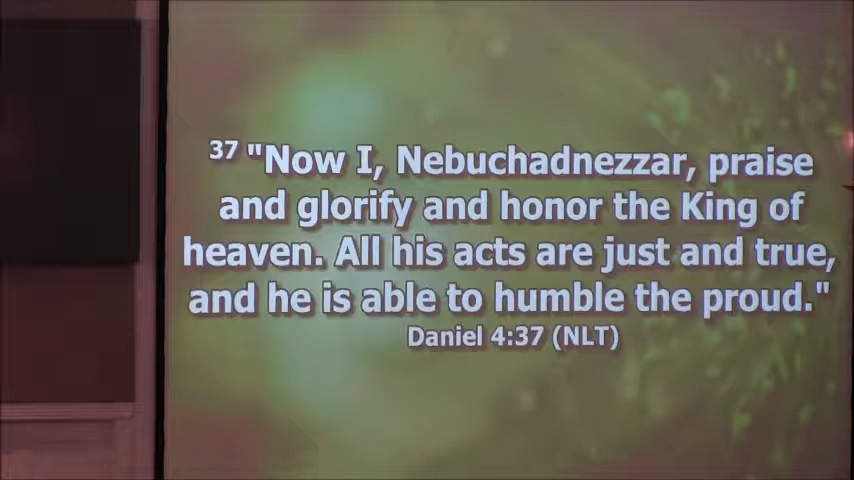 37 "Now I, Nebuchadnezzar, praise
and glorify and honor the King of
heaven. All his acts are just and true,
and he is able to humble the proud."
Daniel 4:37 (NLT)